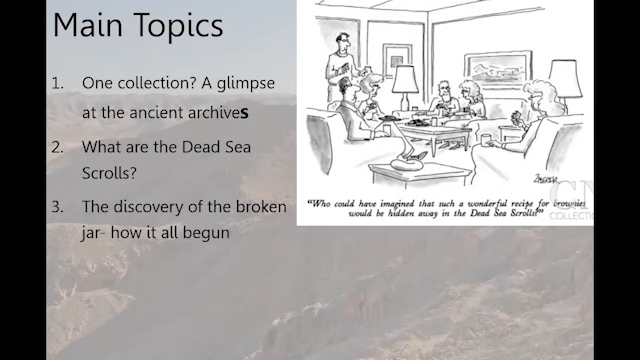 Main Topics
1. One collection? A glimpse
at the ancient archives
2. What are the Dead Sea
Scrolls?
3. The discovery of the broken
jar- how it all begun
ZIEGLER
"Who could have imagined that such a wonderful recipe for brownies
would be hidden away in the Dead Sea Scrolls?"
COLLECTION